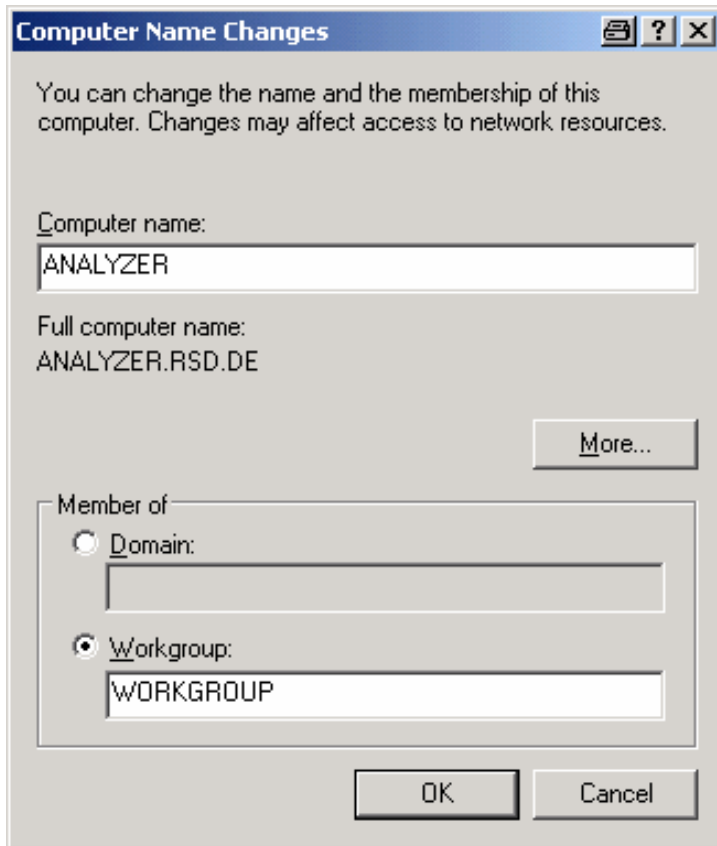 Computer Name Changes
You can change the name and the membership of this
computer. Changes may affect access to network resources.
Computer name:
ANALYZER
Full computer name:
ANALYZER.RSD.DE
More...
Member of
Domain:
Workgroup:
WORKGROUP
OK Cancel